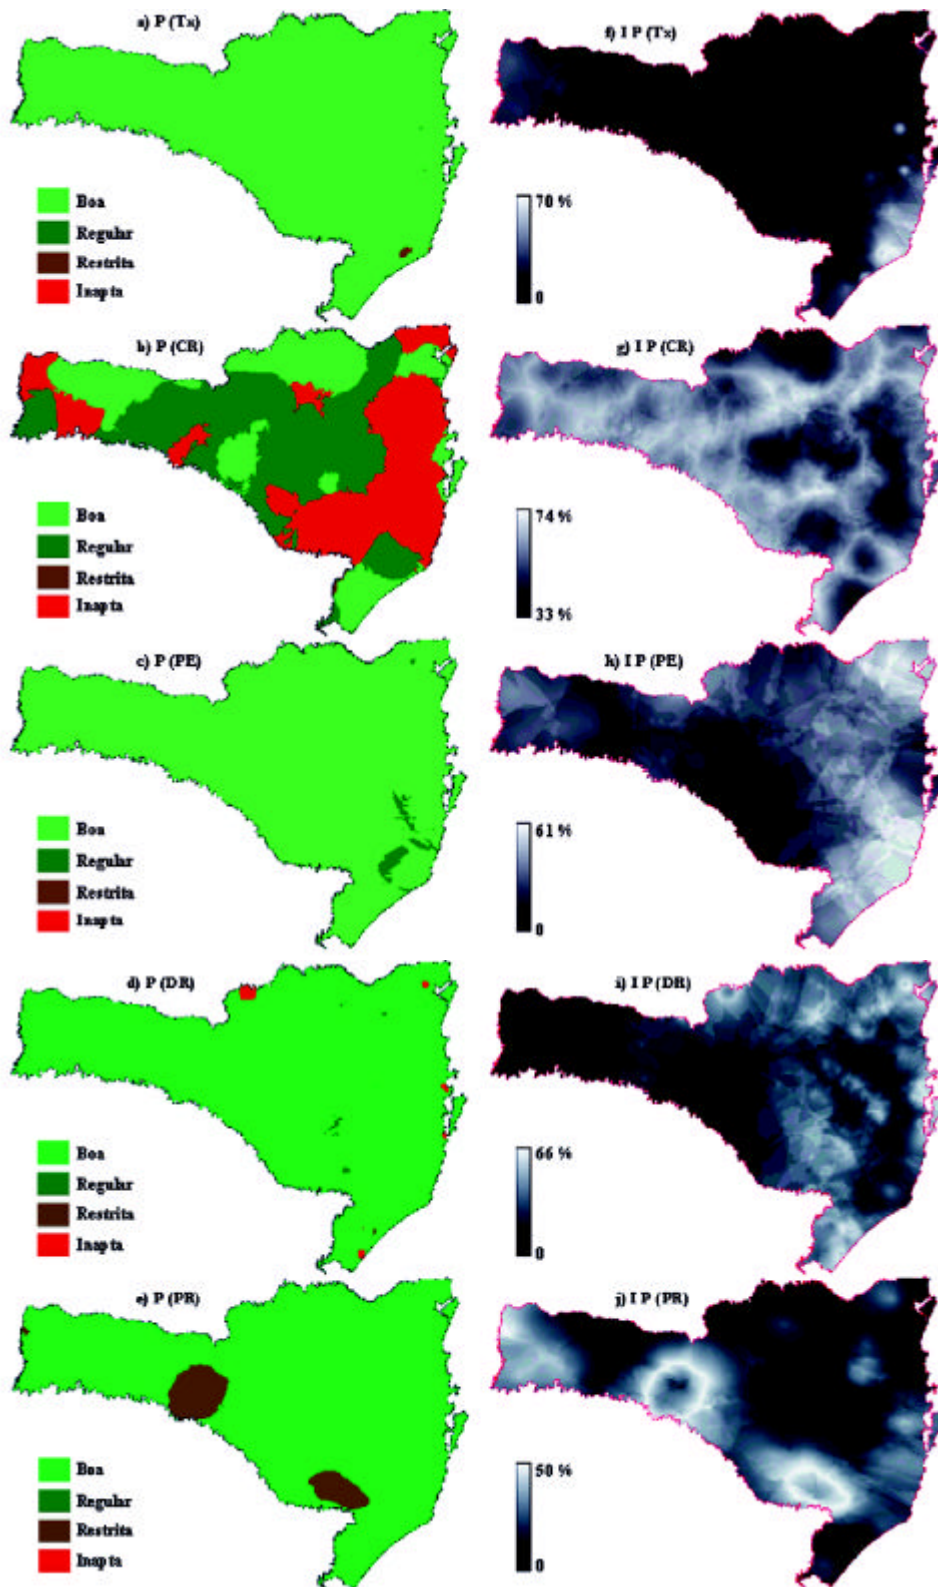 a) P (Tx)
Boa
Regular
Restrita
Inapta
f) I P (Tx)
70 %
0
b) P (CR)
Boa
Regular
Restrita
Inapta
g) I P (CR)
74 %
33 %
c) P (PE)
Boa
Regular
Restrita
Inapta
h) I P (PE)
61 %
0
d) P (DR)
Boa
Regular
Restrita
Inapta
i) I P (DR)
66 %
0
e) P (PR)
Boa
Regular
Restrita
Inapta
j) I P (PR)
50 %
0